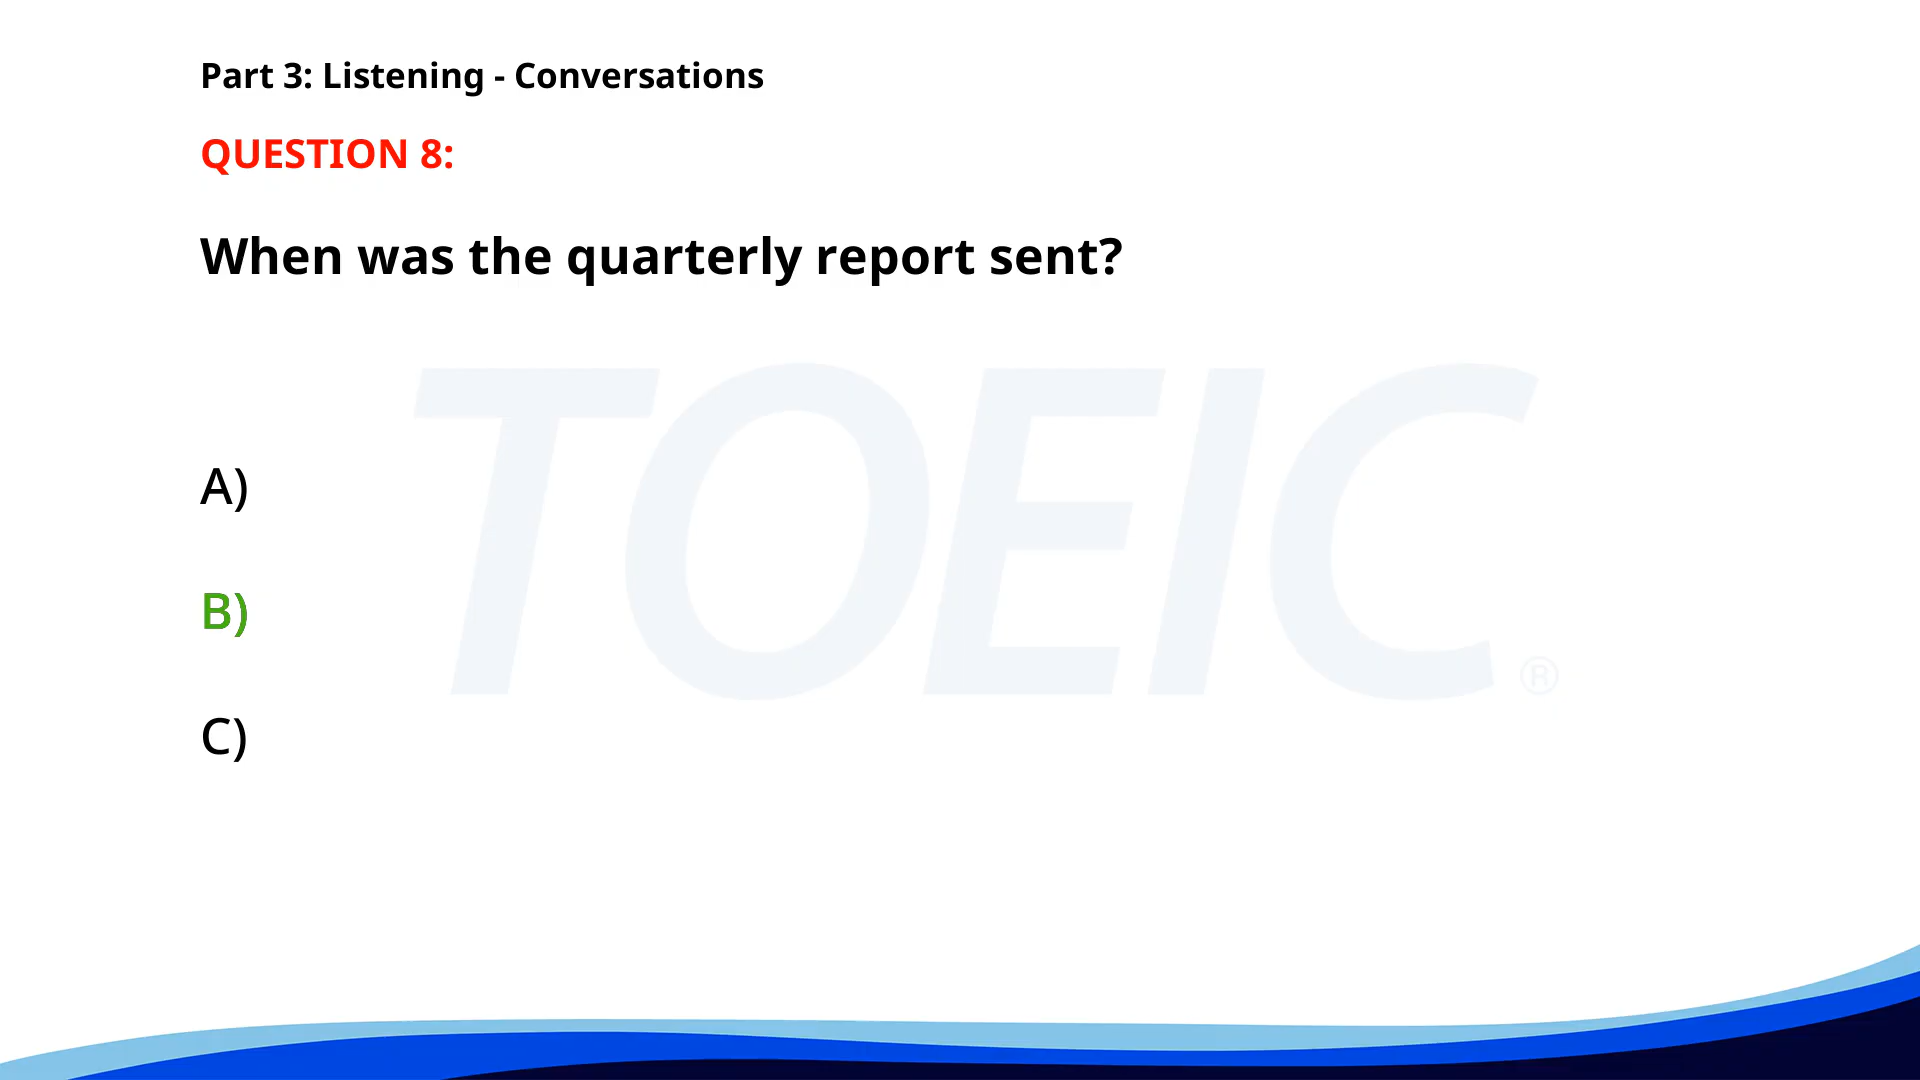 Part 3: Listening - Conversations
QUESTION 8:
When was the quarterly report sent?
TOEIC®
A)
B)
C)